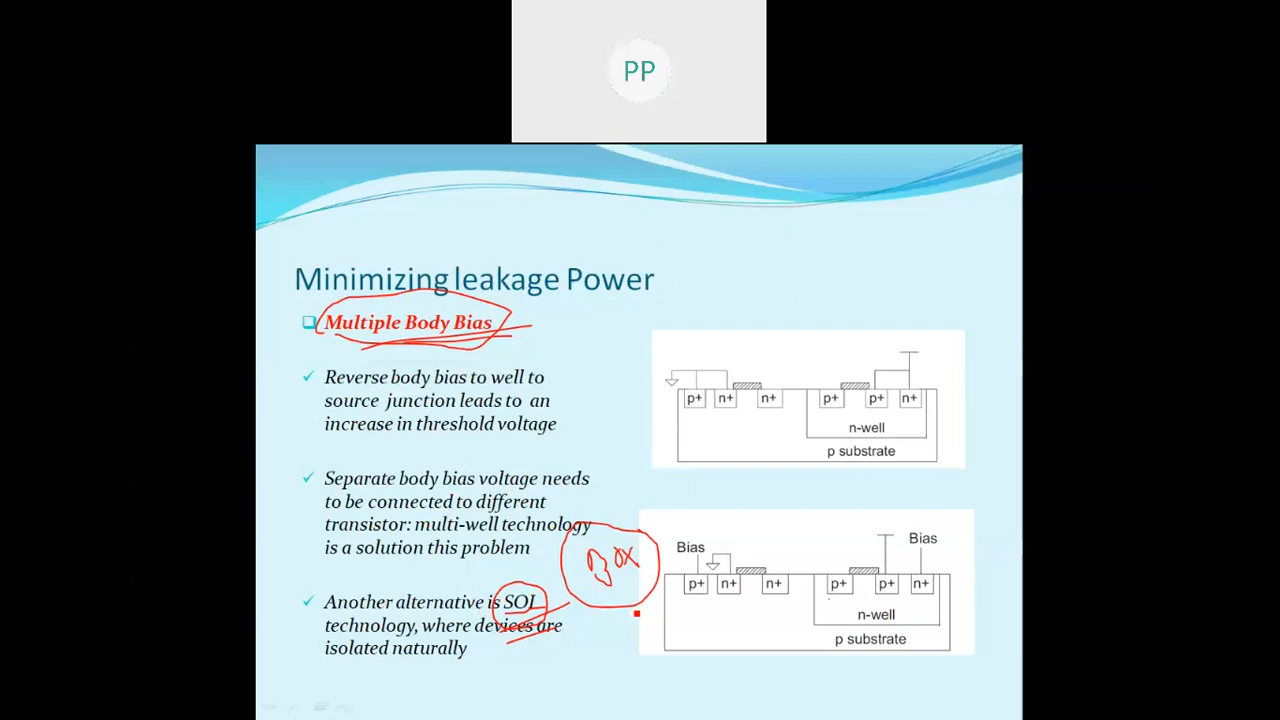 PP
Minimizing leakage Power
Multiple Body Bias
Reverse body bias to well to
source junction leads to an
increase in threshold voltage
Separate body bias voltage needs
to be connected to different
transistor: multi-well technology
is a solution this problem
Another alternative is SOI
technology, where devices are
isolated naturally
BOX
p+ n+ n+ p+ p+ n+
n-well
p substrate
Bias Bias
p+ n+ n+ p+ p+ n+
n-well
p substrate